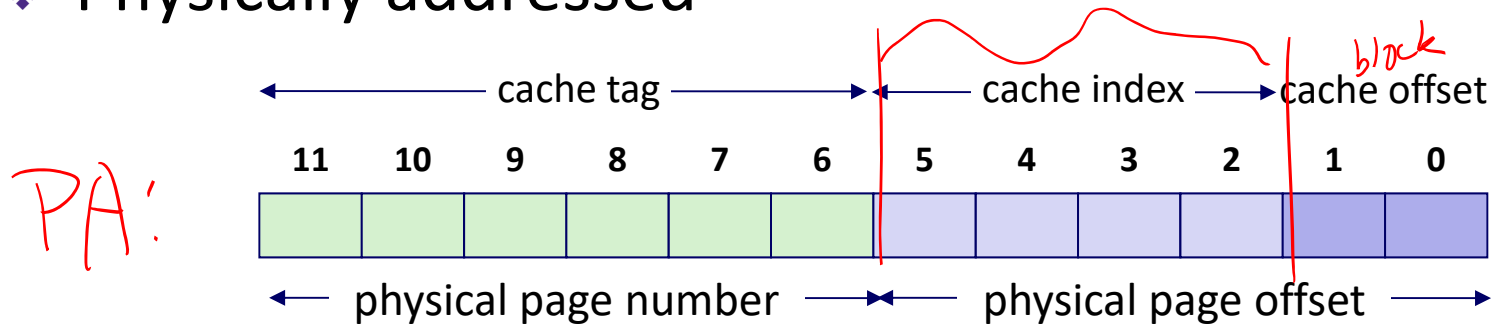 ❖ Physically addressed
block
cache tag cache index cache offset
11 10 9 8 7 6 5 4 3 2 1 0
PA:
physical page number physical page offset